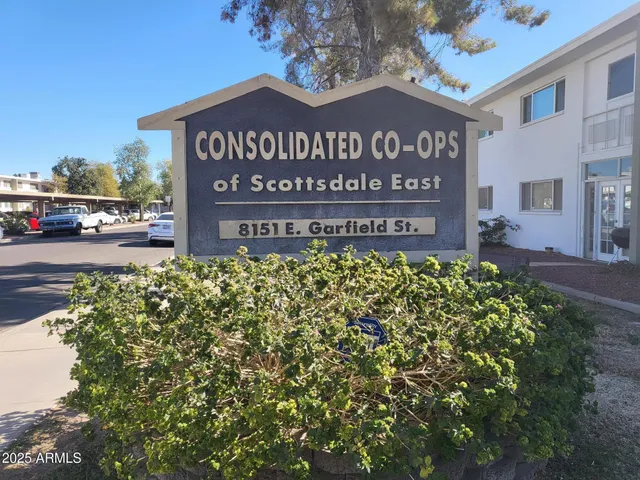 CONSOLIDATED CO-OPS
of Scottsdale East
8151 E. Garfield St.
2025 ARMLS